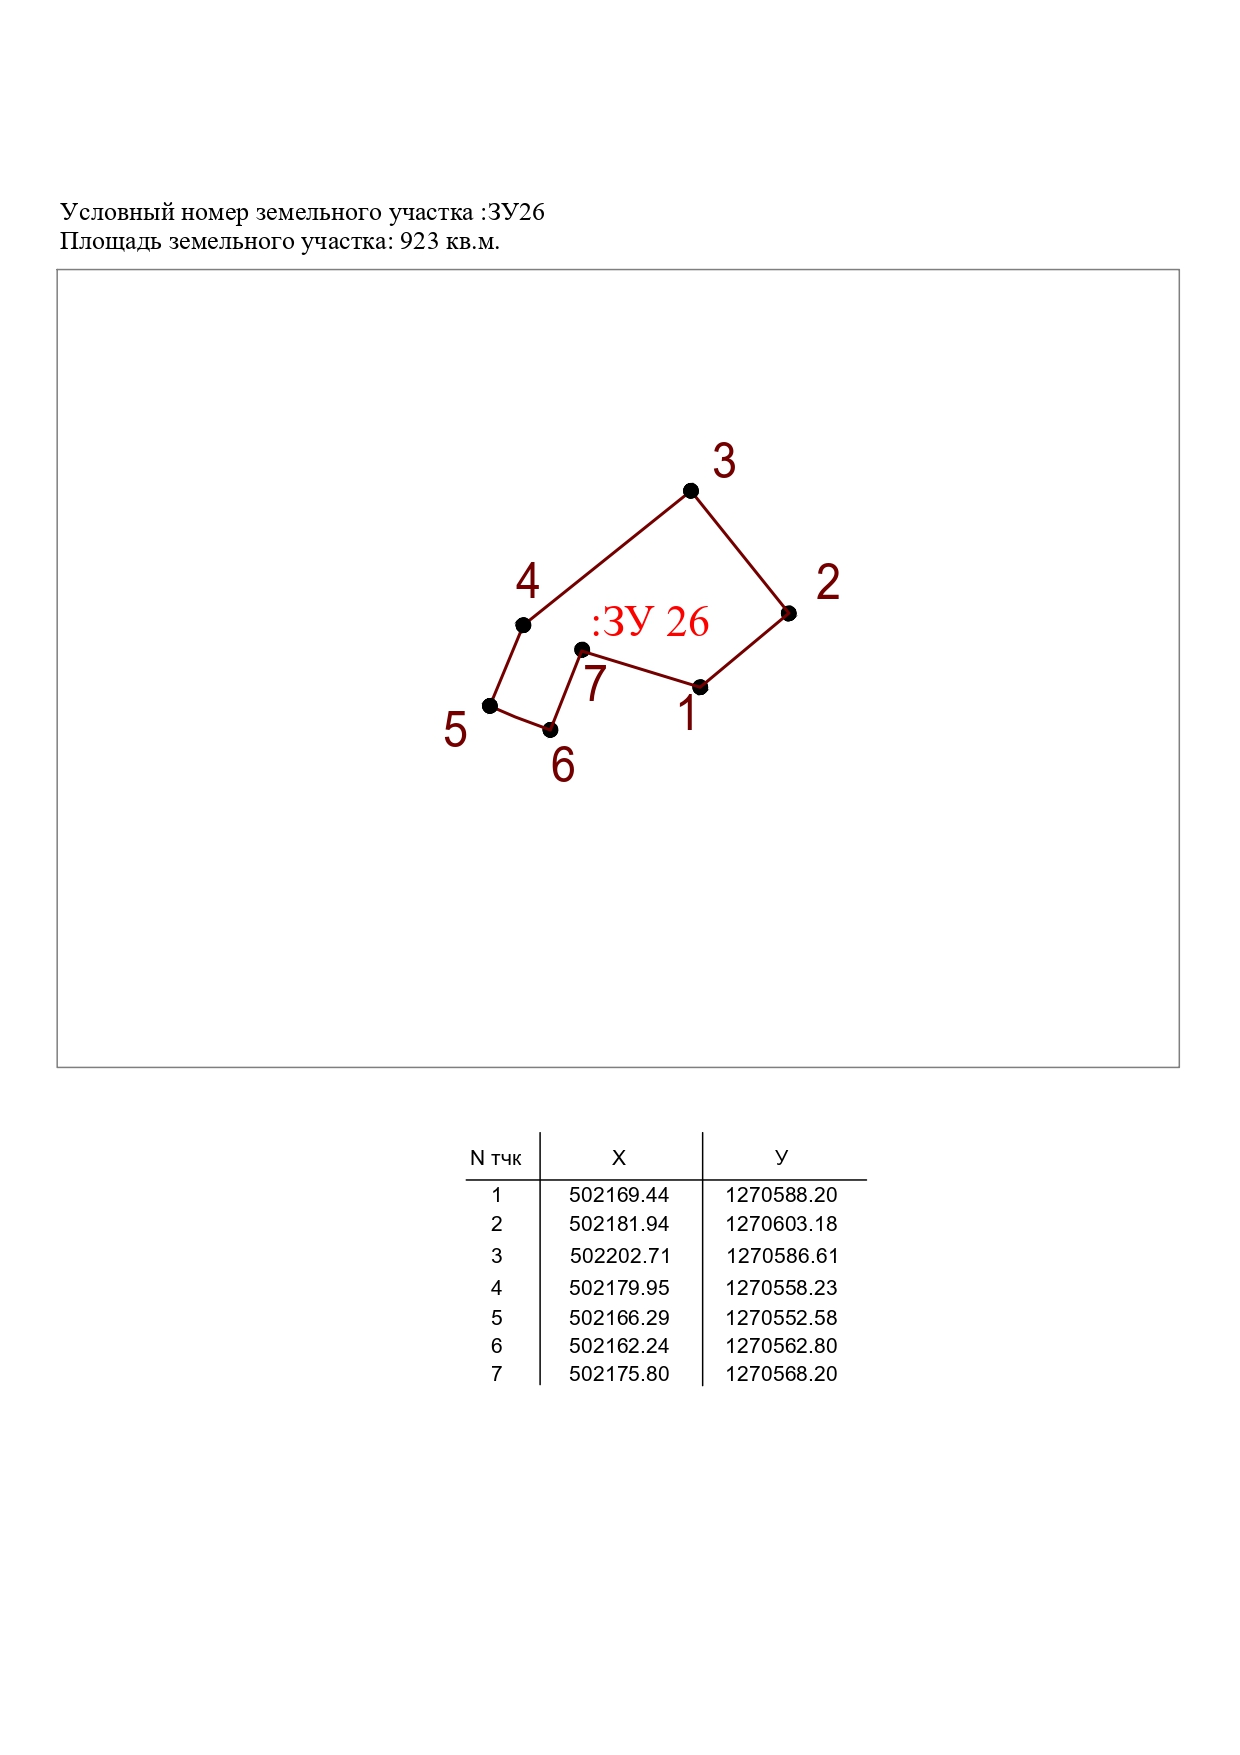 Условный номер земельного участка :ЗУ26
Площадь земельного участка: 923 кв.м.
3
4
2
:ЗУ 26
7
1
5
6
N тчк X У
1 502169.44 1270588.20
2 502181.94 1270603.18
3 502202.71 1270586.61
4 502179.95 1270558.23
5 502166.29 1270552.58
6 502162.24 1270562.80
7 502175.80 1270568.20